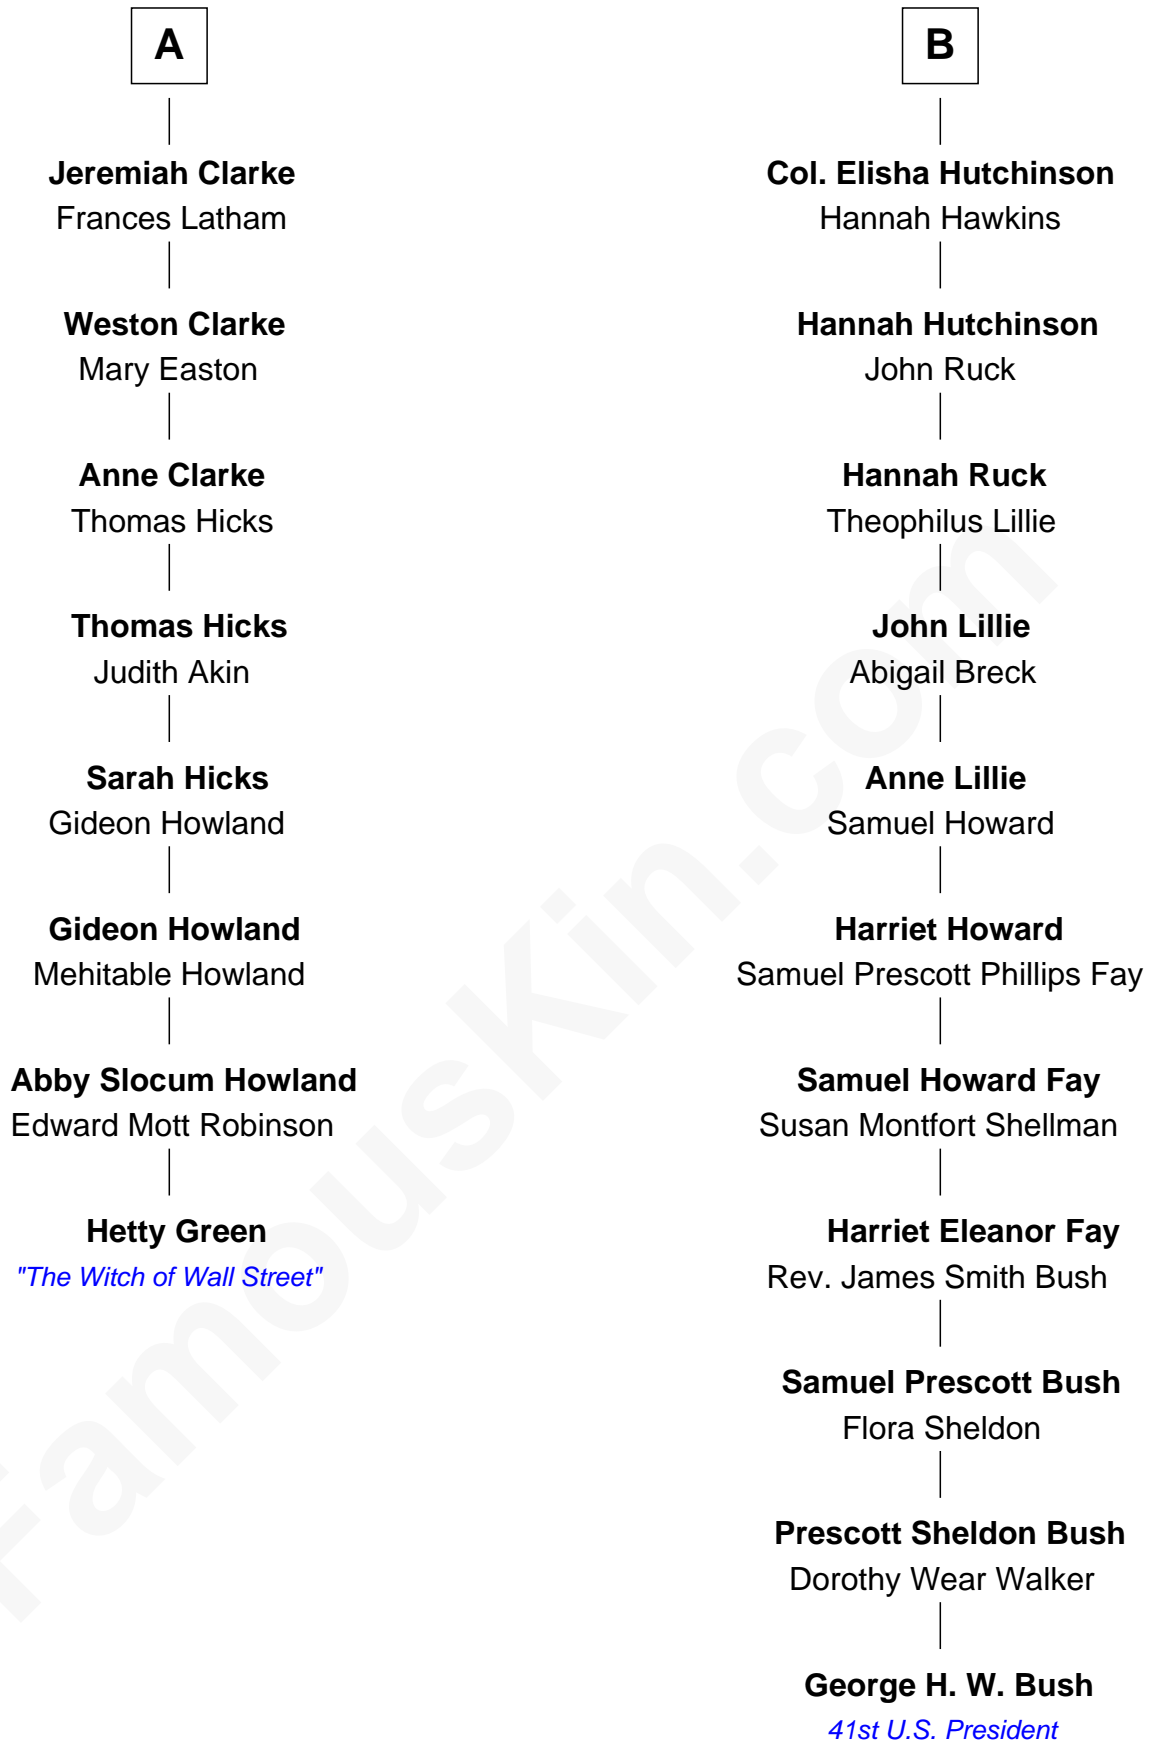 A
Jeremiah Clarke
Frances Latham
Weston Clarke
Mary Easton
Anne Clarke
Thomas Hicks
Thomas Hicks
Judith Akin
Sarah Hicks
Gideon Howland
Gideon Howland
Mehitable Howland
Abby Slocum Howland
Edward Mott Robinson
Hetty Green
"The Witch of Wall Street"
B
Col. Elisha Hutchinson
Hannah Hawkins
Hannah Hutchinson
John Ruck
Hannah Ruck
Theophilus Lillie
John Lillie
Abigail Breck
Anne Lillie
Samuel Howard
Harriet Howard
Samuel Prescott Phillips Fay
Samuel Howard Fay
Susan Montfort Shellman
Harriet Eleanor Fay
Rev. James Smith Bush
Samuel Prescott Bush
Flora Sheldon
Prescott Sheldon Bush
Dorothy Wear Walker
George H. W. Bush
41st U.S. President
FamousKin.com